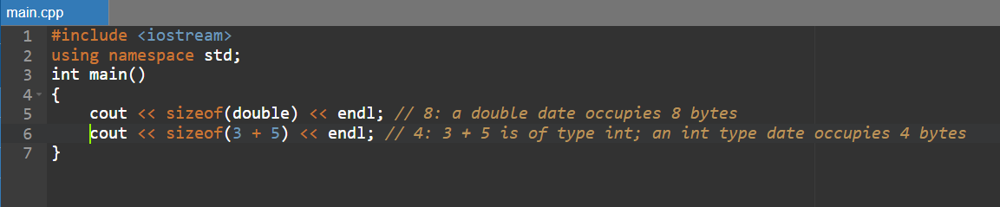 main.cpp
1 #include <iostream>
2 using namespace std;
3 int main()
4 {
5 cout << sizeof(double) << endl; // 8: a double date occupies 8 bytes
6 cout << sizeof(3 + 5) << endl; // 4: 3 + 5 is of type int; an int type date occupies 4 bytes
7 }